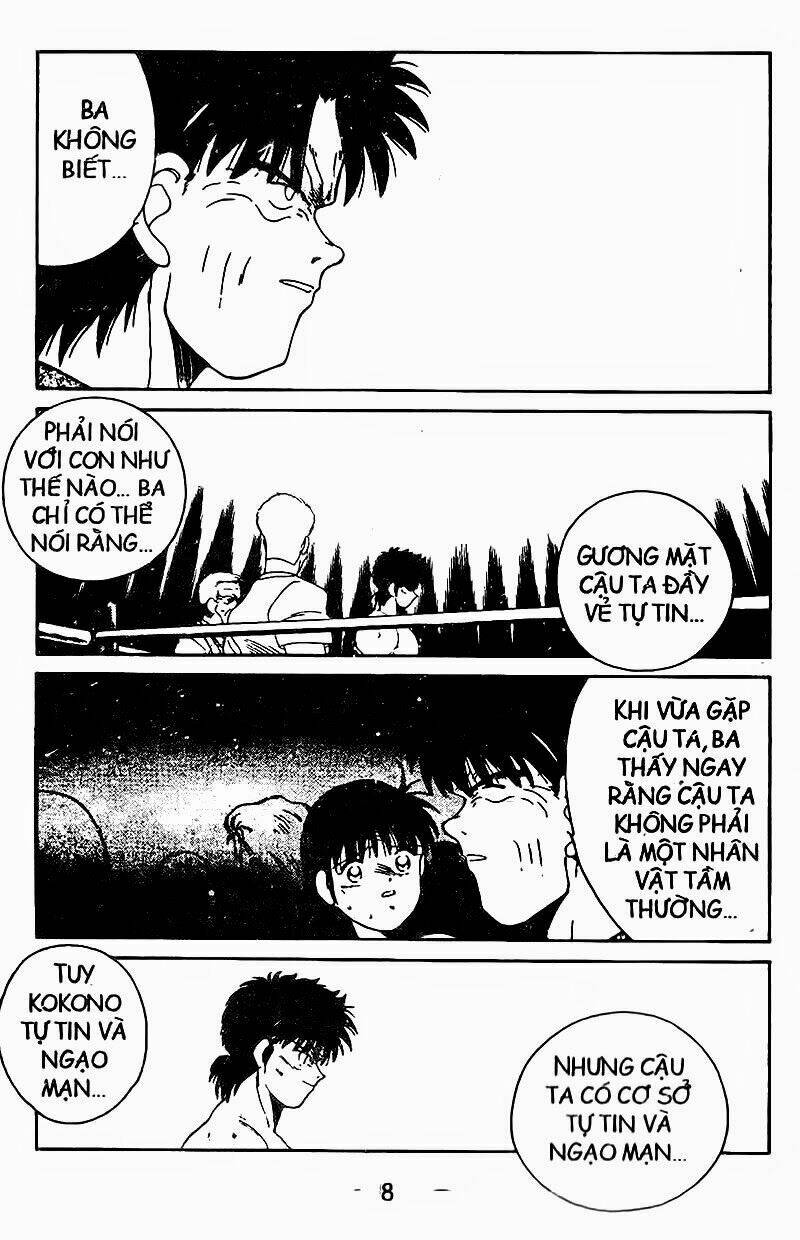 BA
KHÔNG
BIẾT...
PHẢI NÓI
VỚI CON NHƯ
THẾ NÀO... BA
CHỈ CÓ THỂ
NÓI RẰNG...
GƯƠNG MẶT
CẬU TA ĐẦY
VẺ TỰ TIN...
KHI VỪA GẶP
CẬU TA, BA
THẤY NGAY
RẰNG CẬU TA
KHÔNG PHẢI
LÀ MỘT NHÂN
VẬT TẦM
THƯỜNG...
TUY
KOKONO
TỰ TIN VÀ
NGẠO
MẠN...
NHƯNG CẬU
TA CÓ CƠ SỞ
TỰ TIN VÀ
NGẠO MẠN...
- 8 -